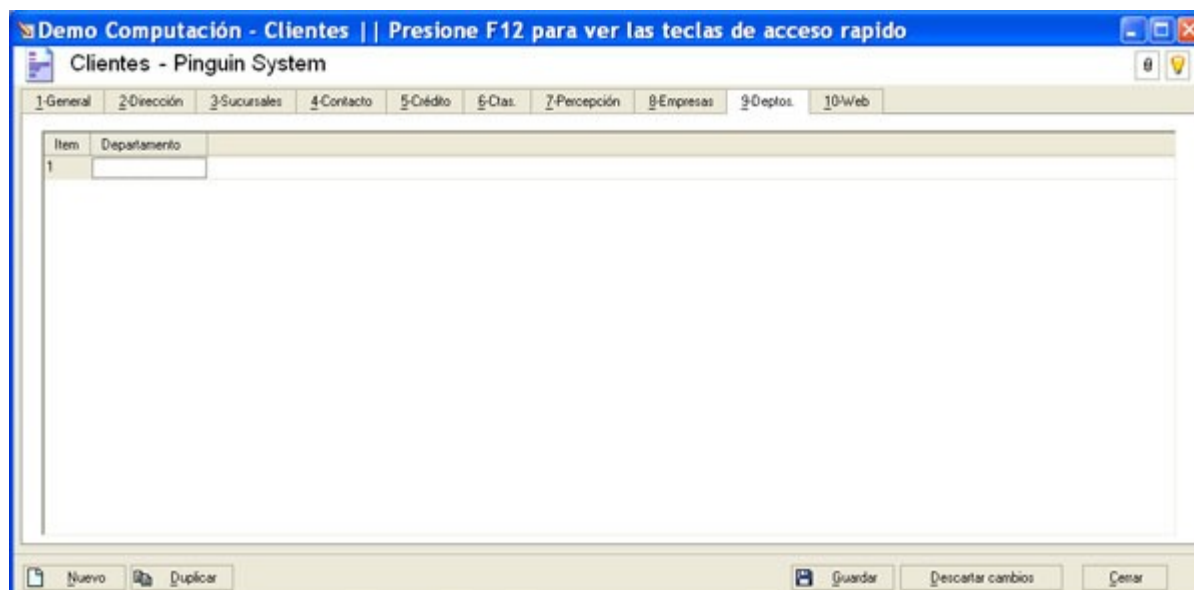 Demo Computación - Clientes || Presione F12 para ver las teclas de acceso rapido
Clientes - Pinguin System
1-General 2-Dirección 3-Sucursales 4-Contacto 5-Crédito 6-Ctas. 7-Percepción 8-Empresas 9-Deptos. 10-Web
Item Departamento
1
Nuevo Duplicar Guardar Descartar cambios Cerrar